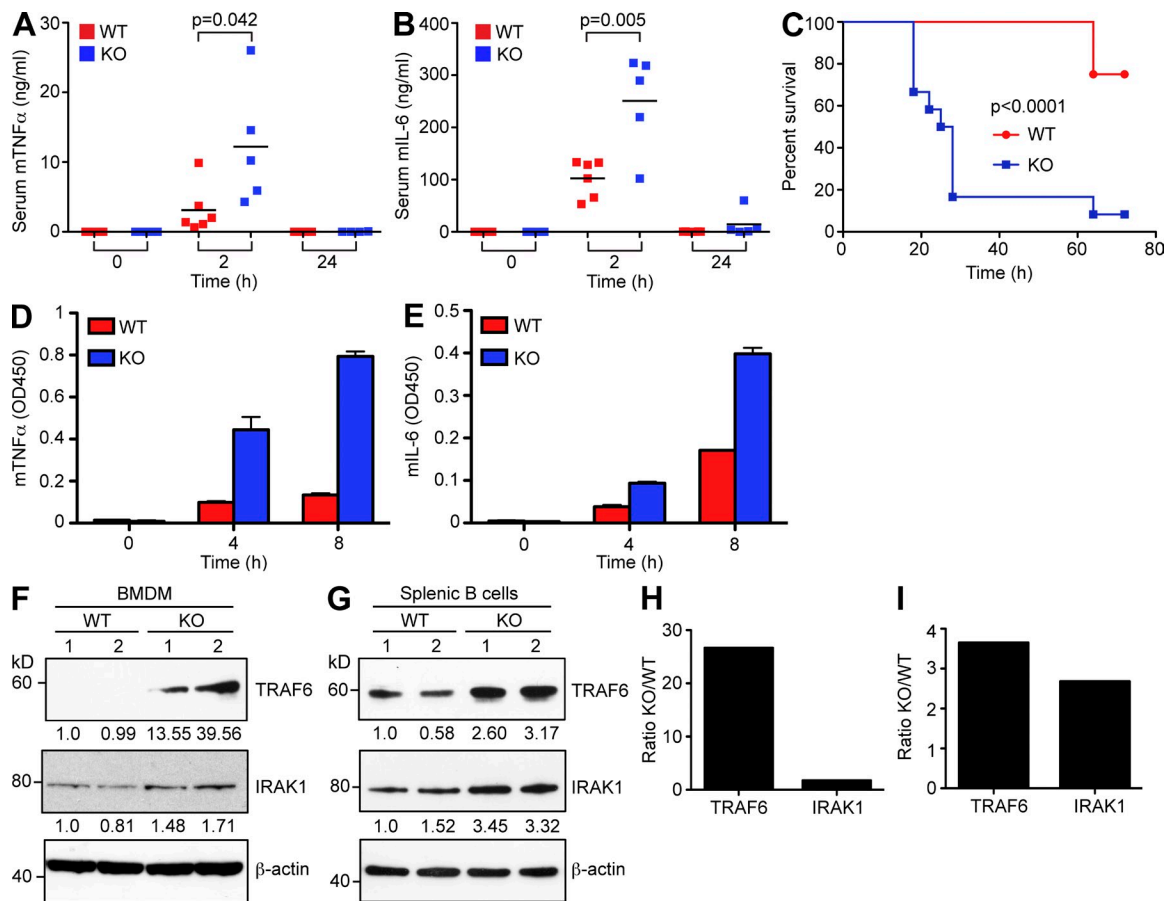 A
Serum mTNFα (ng/ml)
30
20
10
0
WT
KO
p=0.042
0
2
24
Time (h)
B
Serum mIL-6 (ng/ml)
400
300
200
100
0
WT
KO
p=0.005
0
2
24
Time (h)
C
Percent survival
100
80
60
40
20
0
p<0.0001
WT
KO
0
20
40
60
80
Time (h)
D
mTNFα (OD450)
1
0.8
0.6
0.4
0.2
0
WT
KO
0
4
8
Time (h)
E
mIL-6 (OD450)
0.5
0.4
0.3
0.2
0.1
0
WT
KO
0
4
8
Time (h)
F
BMDM
WT KO
1 2 1 2
kD
60
TRAF6
1.0 0.99 13.55 39.56
80
IRAK1
1.0 0.81 1.48 1.71
40
β-actin
G
Splenic B cells
WT KO
1 2 1 2
kD
60
TRAF6
1.0 0.58 2.60 3.17
80
IRAK1
1.0 1.52 3.45 3.32
40
β-actin
H
Ratio KO/WT
30
20
10
0
TRAF6 IRAK1
I
Ratio KO/WT
4
3
2
1
0
TRAF6 IRAK1